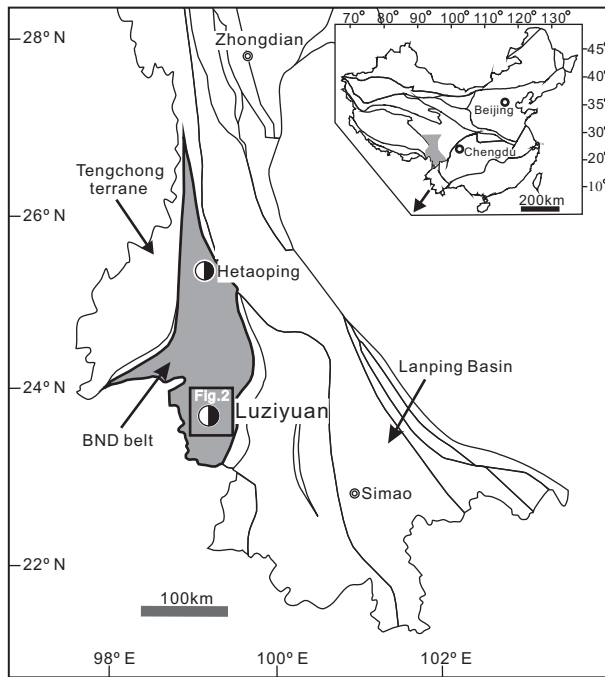 28° N
26° N
24° N
22° N
98° E
100° E
102° E
Zhongdian
Tengchong
terrane
Hetaoping
Fig.2
Luziyuan
BND belt
Lanping Basin
Simao
100km
70° 80° 90° 100° 110° 120° 130°
45°
40°
35°
30°
20°
10°
Beijing
Chengdu
200km